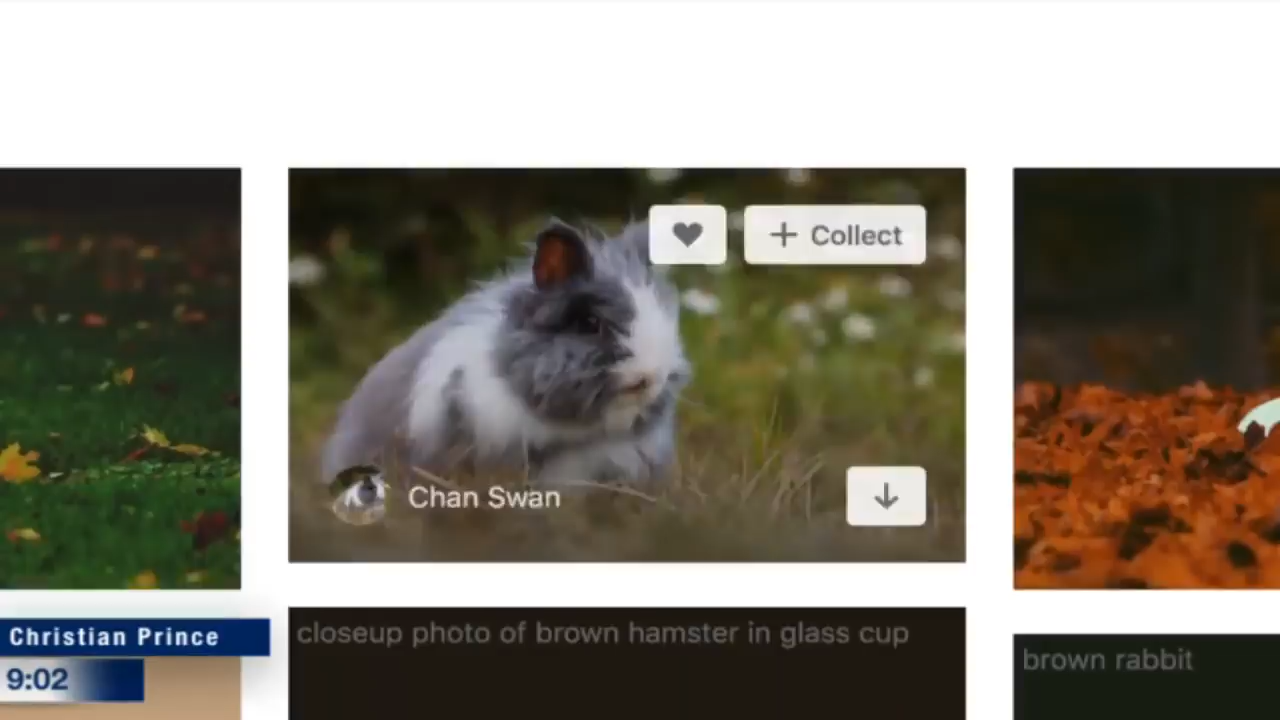 + Collect
Chan Swan
closeup photo of brown hamster in glass cup
brown rabbit
Christian Prince
9:02